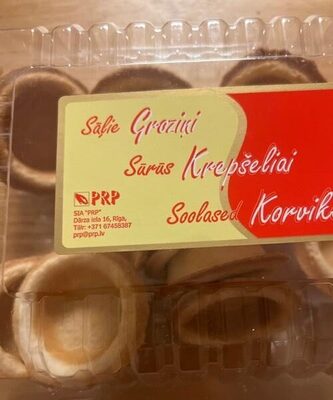 Sāļie Groziņi
Sūrūs Krepšeliai
Soolased Korvik
PRP
SIA "PRP"
Dārza iela 16, Rīga,
Tālr: +371 67458387
prp@prp.lv